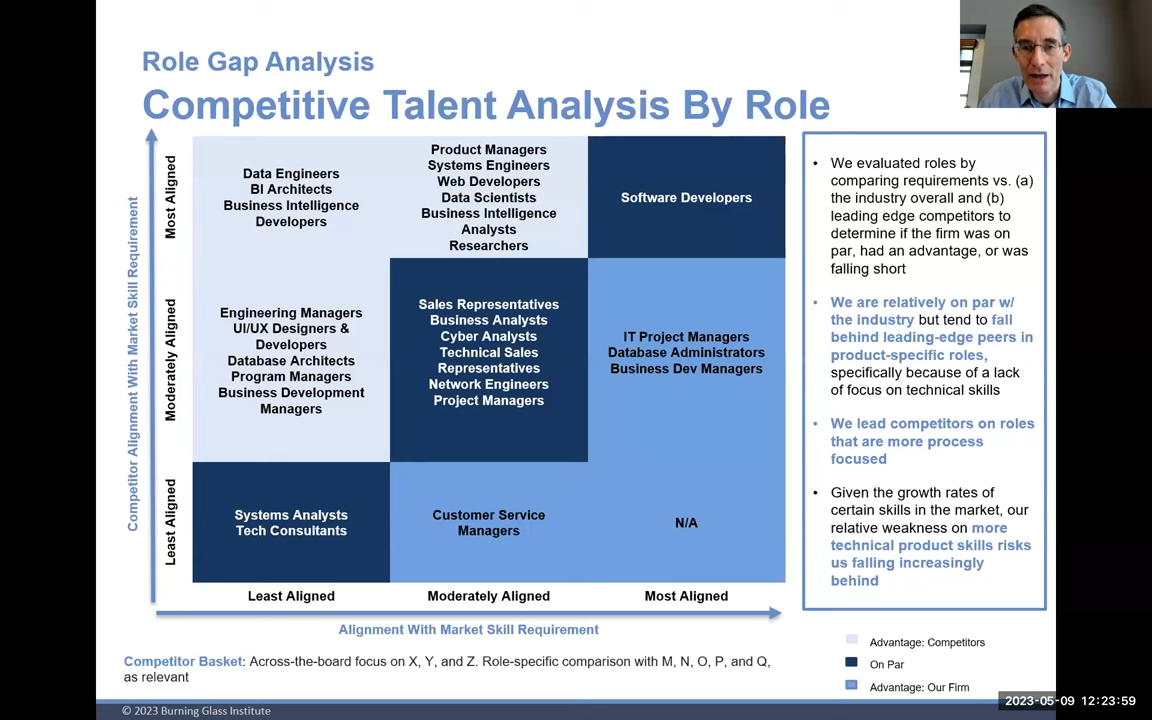 Role Gap Analysis
Competitive Talent Analysis By Role
Competitor Alignment With Market Skill Requirement
Most Aligned
Data Engineers
BI Architects
Business Intelligence
Developers
Product Managers
Systems Engineers
Web Developers
Data Scientists
Business Intelligence
Analysts
Researchers
Software Developers
Moderately Aligned
Engineering Managers
UI/UX Designers &
Developers
Database Architects
Program Managers
Business Development
Managers
Sales Representatives
Business Analysts
Cyber Analysts
Technical Sales
Representatives
Network Engineers
Project Managers
IT Project Managers
Database Administrators
Business Dev Managers
Least Aligned
Systems Analysts
Tech Consultants
Customer Service
Managers
N/A
Least Aligned
Moderately Aligned
Most Aligned
Alignment With Market Skill Requirement
• We evaluated roles by
comparing requirements vs. (a)
the industry overall and (b)
leading edge competitors to
determine if the firm was on
par, had an advantage, or was
falling short
• We are relatively on par w/
the industry but tend to fall
behind leading-edge peers in
product-specific roles,
specifically because of a lack
of focus on technical skills
• We lead competitors on roles
that are more process
focused
• Given the growth rates of
certain skills in the market, our
relative weakness on more
technical product skills risks
us falling increasingly
behind
Competitor Basket: Across-the-board focus on X, Y, and Z. Role-specific comparison with M, N, O, P, and Q,
as relevant
Advantage: Competitors
On Par
Advantage: Our Firm
© 2023 Burning Glass Institute
2023-05-09 12:23:59